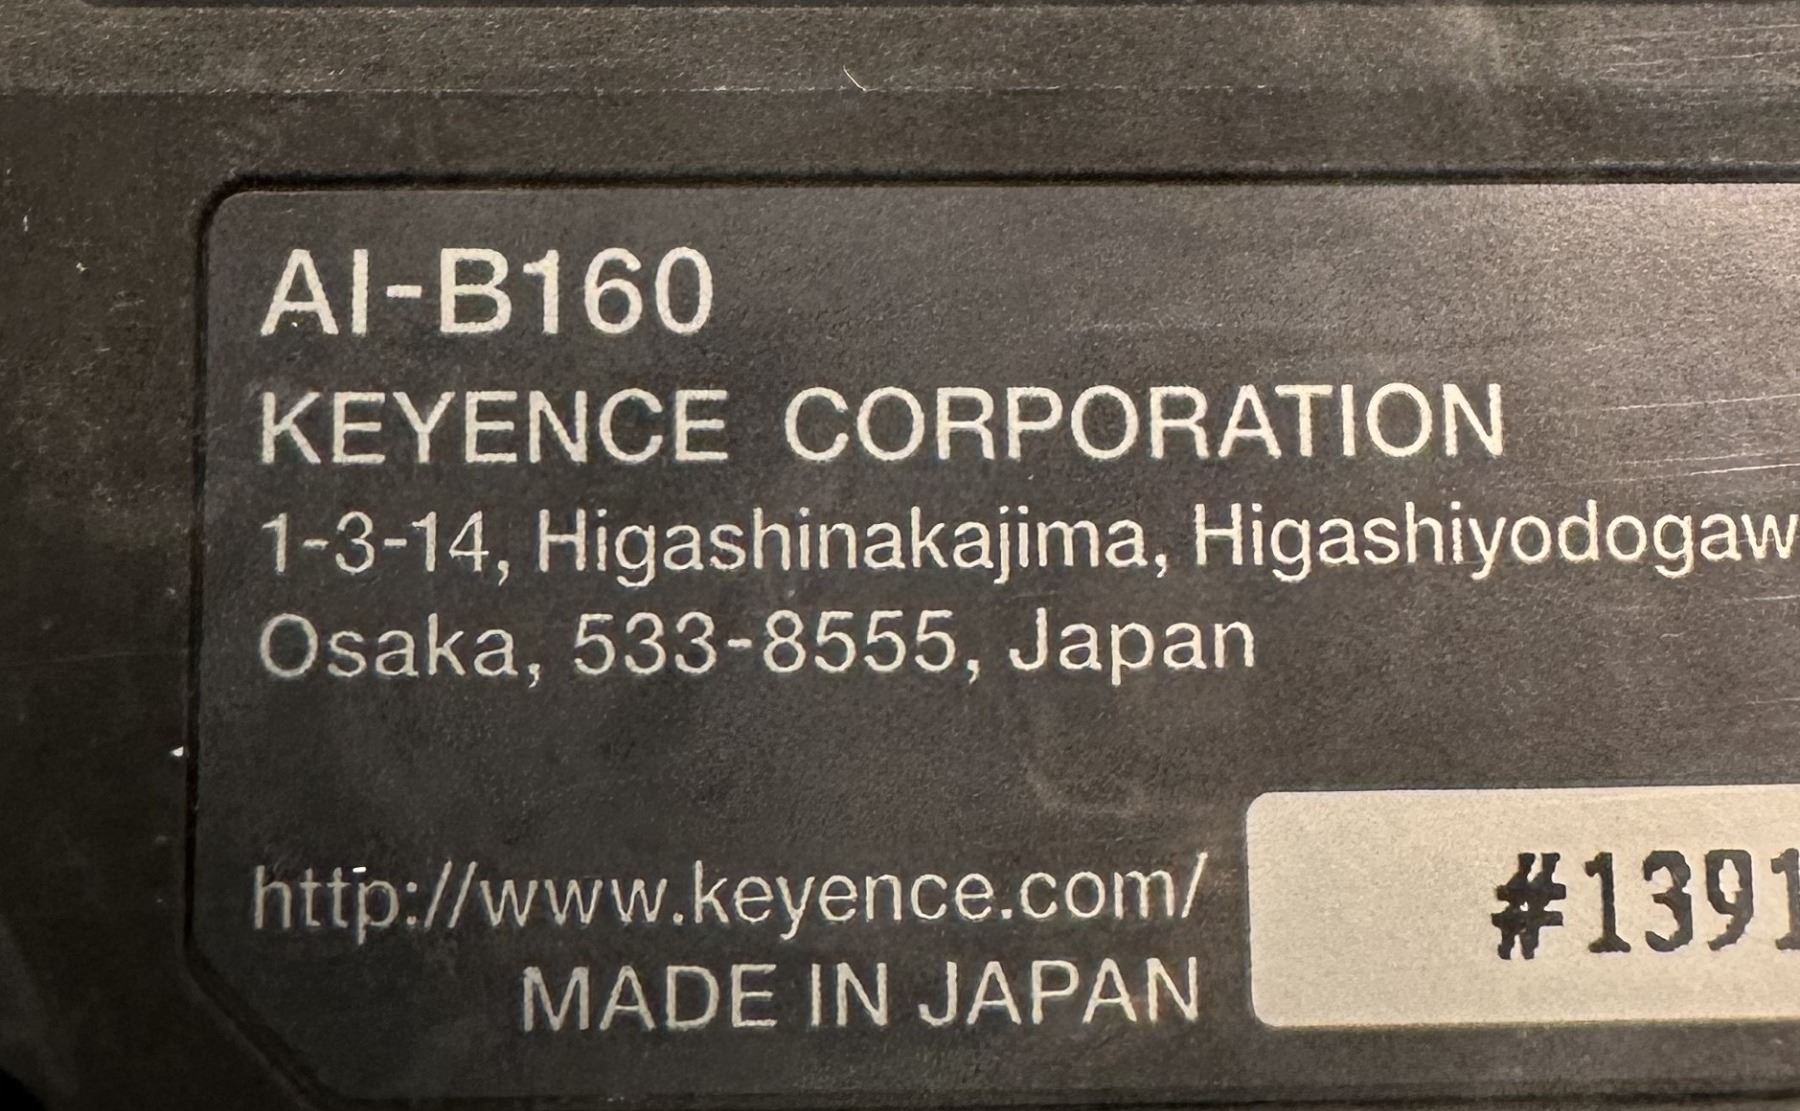 AI-B160
KEYENCE CORPORATION
1-3-14, Higashinakajima, Higashiyodogaw
Osaka, 533-8555, Japan
http://www.keyence.com/
MADE IN JAPAN
#1391